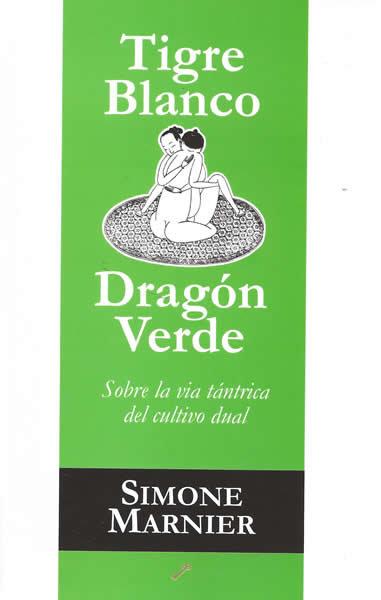 Tigre
Blanco
Dragón
Verde
Sobre la via tántrica
del cultivo dual
SIMONE
MARNIER